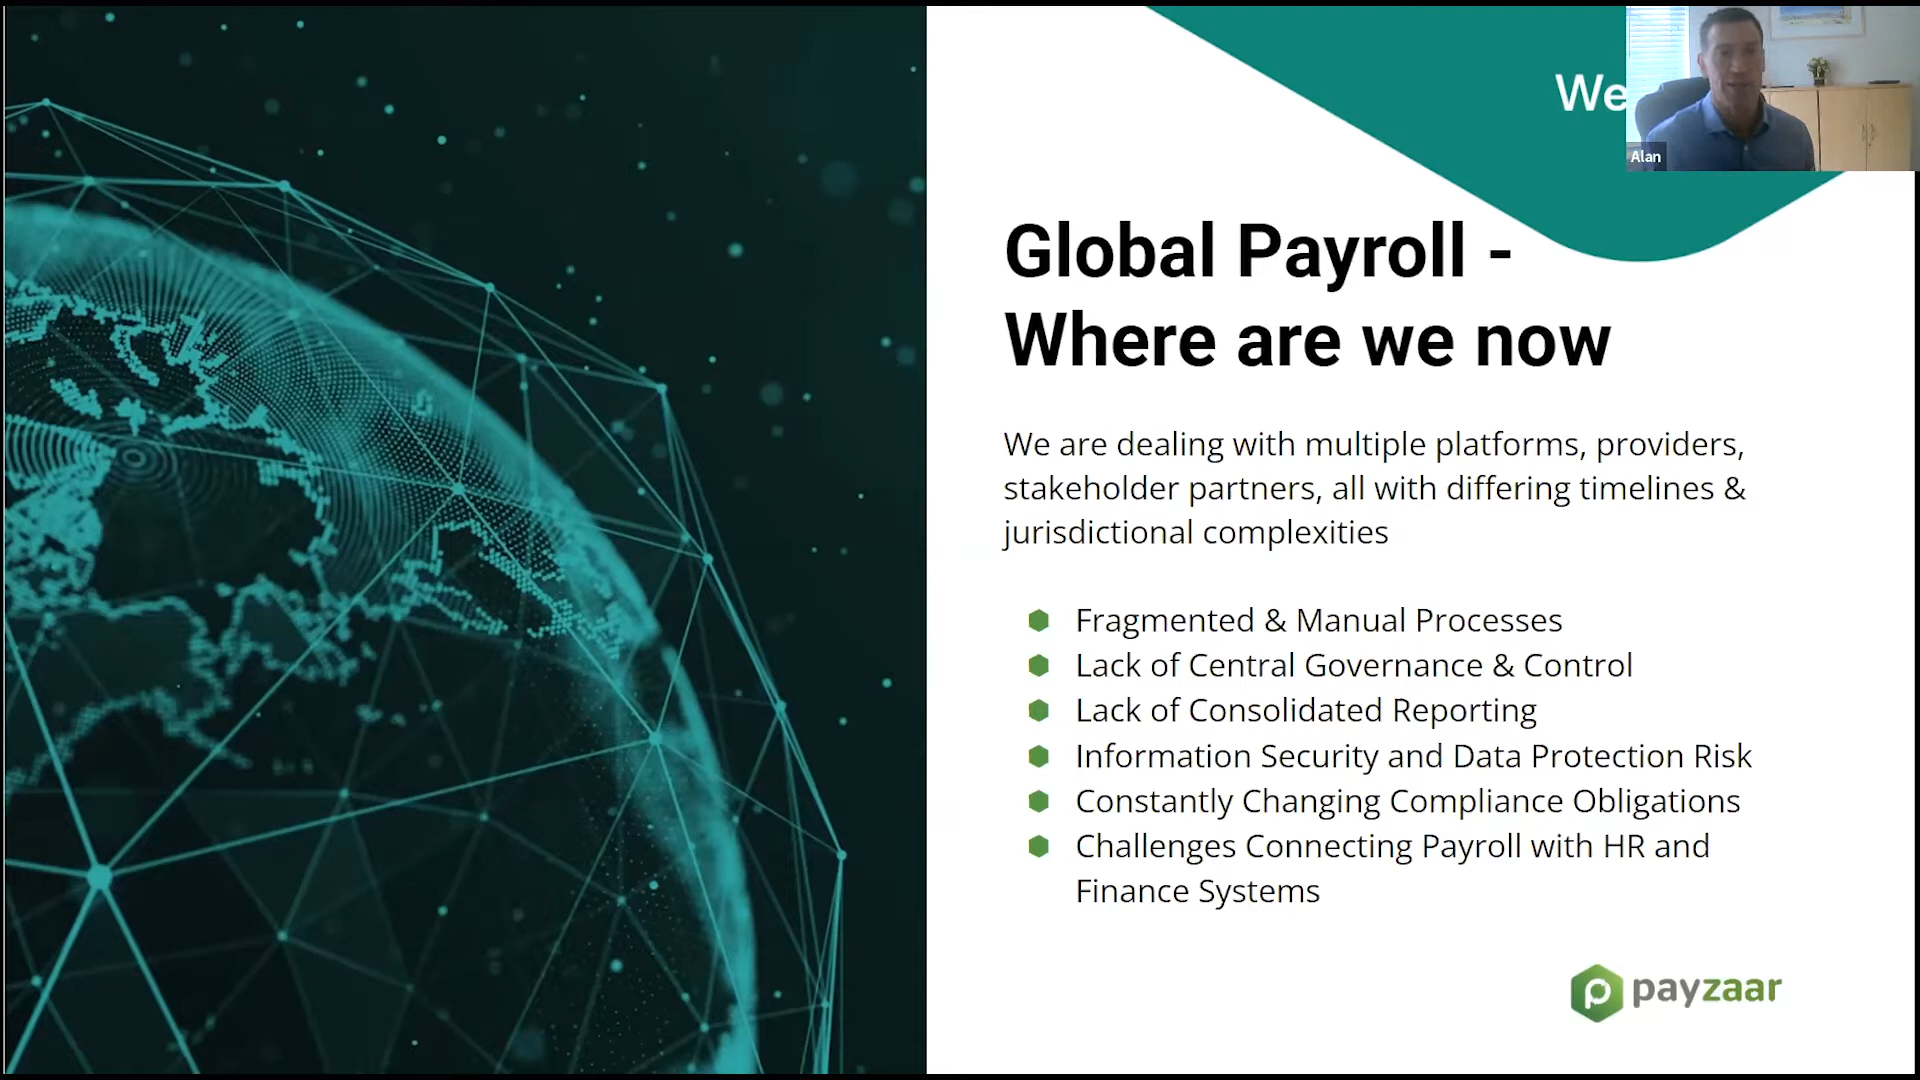 We
Alan
Global Payroll -
Where are we now
We are dealing with multiple platforms, providers,
stakeholder partners, all with differing timelines &
jurisdictional complexities
Fragmented & Manual Processes
Lack of Central Governance & Control
Lack of Consolidated Reporting
Information Security and Data Protection Risk
Constantly Changing Compliance Obligations
Challenges Connecting Payroll with HR and
Finance Systems
payzaar